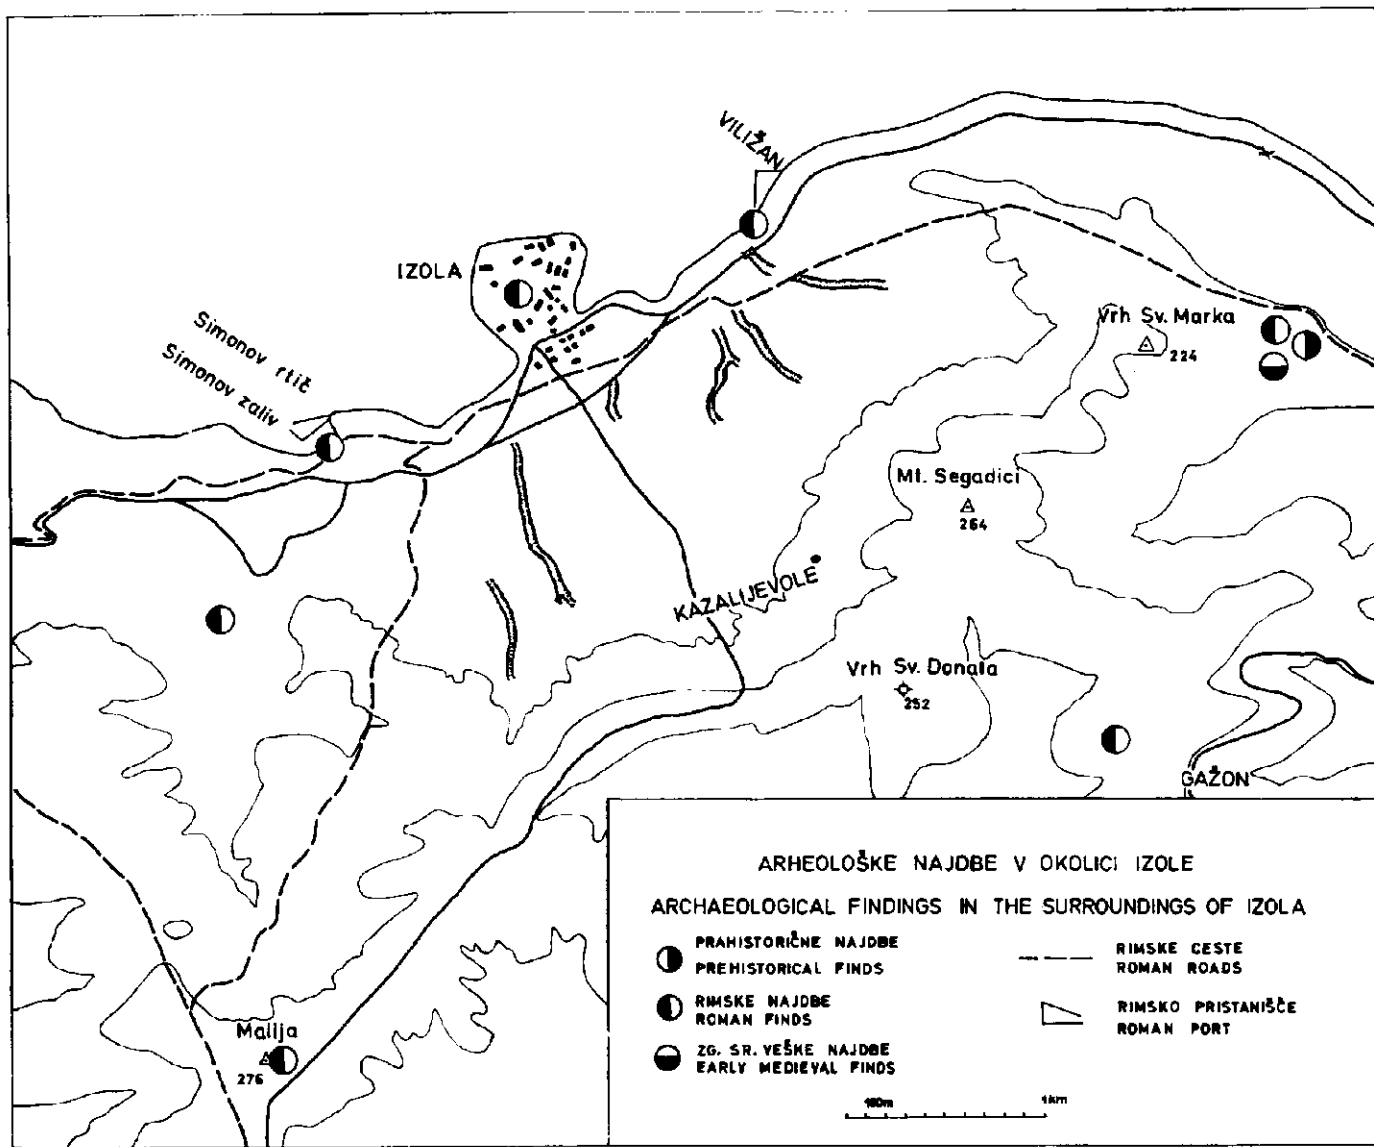 VILIŽAN
IZOLA
Simonov rtič
Simonov zaliv
Vrh Sv. Marka
224
Mt. Segadici
264
KAZALIJEVOLE
Vrh Sv. Donata
252
GAŽON
Malija
276
ARHEOLOŠKE NAJDBE V OKOLICI IZOLE
ARCHAEOLOGICAL FINDINGS IN THE SURROUNDINGS OF IZOLA
PRAHISTORIČNE NAJDBE
PREHISTORICAL FINDS
RIMSKE NAJDBE
ROMAN FINDS
ZG. SR. VEŠKE NAJDBE
EARLY MEDIEVAL FINDS
RIMSKE CESTE
ROMAN ROADS
RIMSKO PRISTANIŠČE
ROMAN PORT
100m 1km